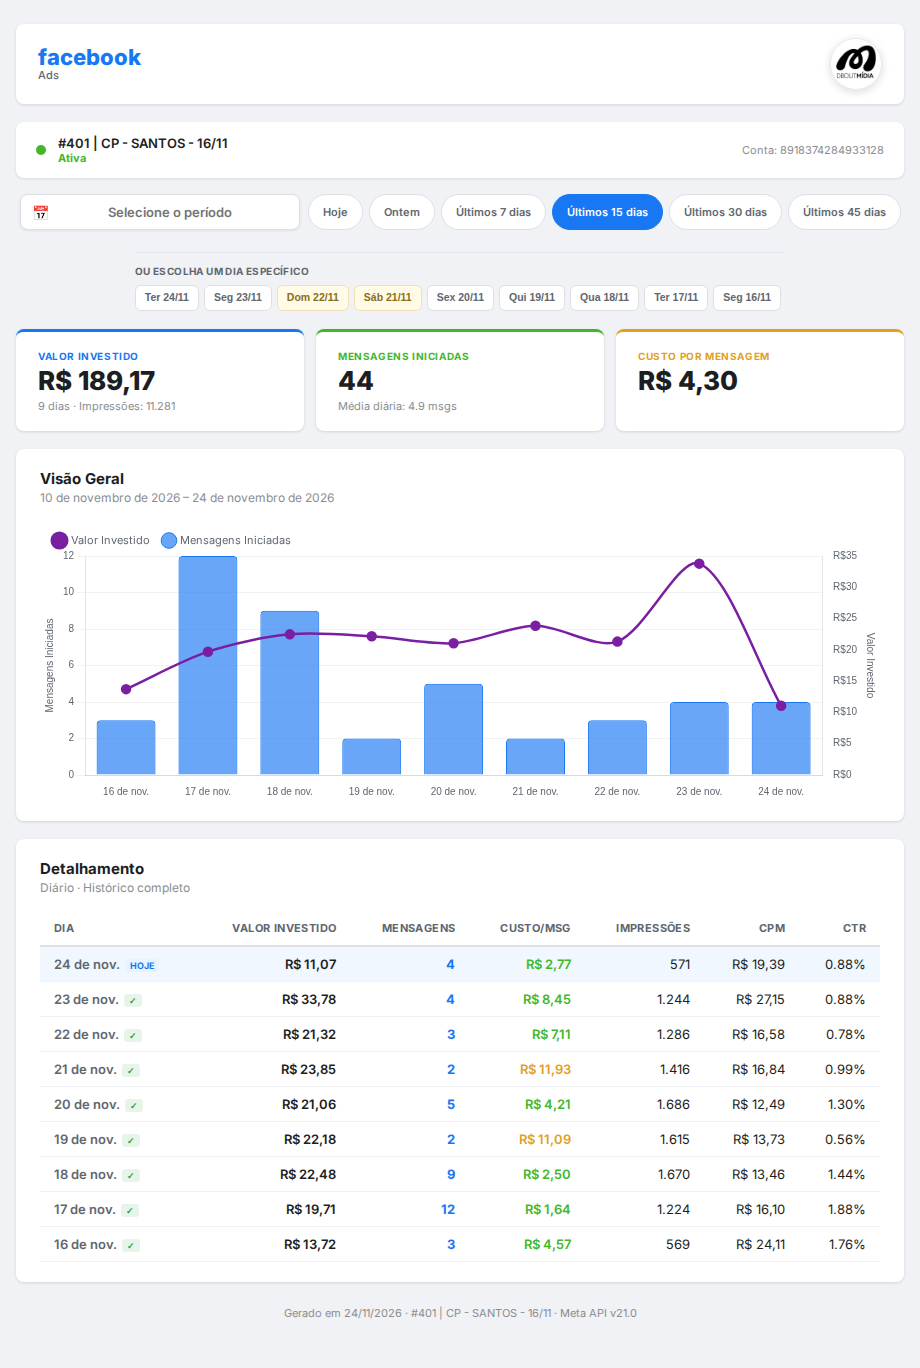 facebook
Ads
DBOUTMÍDIA
#401 | CP - SANTOS - 16/11
Ativa
Conta: 8918374284933128
Selecione o período
Hoje
Ontem
Últimos 7 dias
Últimos 15 dias
Últimos 30 dias
Últimos 45 dias
OU ESCOLHA UM DIA ESPECÍFICO
Ter 24/11
Seg 23/11
Dom 22/11
Sáb 21/11
Sex 20/11
Qui 19/11
Qua 18/11
Ter 17/11
Seg 16/11
VALOR INVESTIDO
R$ 189,17
9 dias · Impressões: 11.281
MENSAGENS INICIADAS
44
Média diária: 4.9 msgs
CUSTO POR MENSAGEM
R$ 4,30
Visão Geral
10 de novembro de 2026 – 24 de novembro de 2026
Valor Investido
Mensagens Iniciadas
Mensagens Iniciadas
12
10
8
6
4
2
0
R$35
R$30
R$25
R$20
R$15
R$10
R$5
R$0
Valor Investido
16 de nov.
17 de nov.
18 de nov.
19 de nov.
20 de nov.
21 de nov.
22 de nov.
23 de nov.
24 de nov.
Detalhamento
Diário · Histórico completo
DIA VALOR INVESTIDO MENSAGENS CUSTO/MSG IMPRESSÕES CPM CTR
24 de nov. HOJE R$ 11,07 4 R$ 2,77 571 R$ 19,39 0.88%
23 de nov. ✓ R$ 33,78 4 R$ 8,45 1.244 R$ 27,15 0.88%
22 de nov. ✓ R$ 21,32 3 R$ 7,11 1.286 R$ 16,58 0.78%
21 de nov. ✓ R$ 23,85 2 R$ 11,93 1.416 R$ 16,84 0.99%
20 de nov. ✓ R$ 21,06 5 R$ 4,21 1.686 R$ 12,49 1.30%
19 de nov. ✓ R$ 22,18 2 R$ 11,09 1.615 R$ 13,73 0.56%
18 de nov. ✓ R$ 22,48 9 R$ 2,50 1.670 R$ 13,46 1.44%
17 de nov. ✓ R$ 19,71 12 R$ 1,64 1.224 R$ 16,10 1.88%
16 de nov. ✓ R$ 13,72 3 R$ 4,57 569 R$ 24,11 1.76%
Gerado em 24/11/2026 · #401 | CP - SANTOS - 16/11 · Meta API v21.0